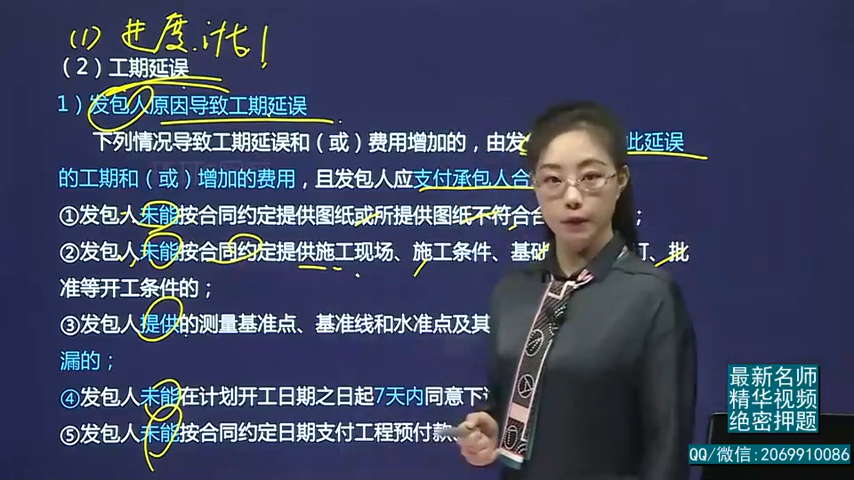 (1) 进度计划!
（2）工期延误
1）发包人原因导致工期延误
下列情况导致工期延误和（或）费用增加的，由发 此延误
的工期和（或）增加的费用，且发包人应支付承包人合
①发包人未能按合同约定提供图纸或所提供图纸不符合合 ；
②发包人未能按合同约定提供施工现场、施工条件、基础 、批
准等开工条件的；
③发包人提供的测量基准点、基准线和水准点及其
漏的；
④发包人未能在计划开工日期之日起7天内同意下
⑤发包人未能按合同约定日期支付工程预付款、
最新名师
精华视频
绝密押题
QQ/微信:2069910086